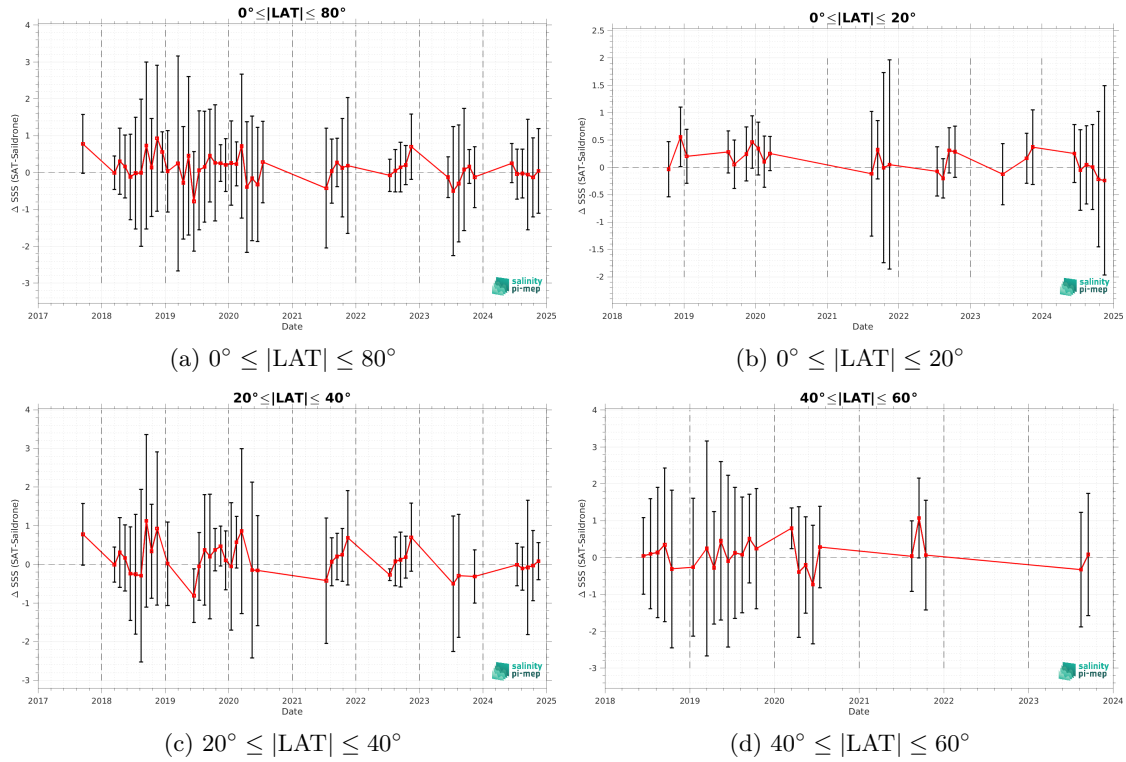 0°≤|LAT|≤ 80°
4
3
2
1
0
-1
-2
-3
Δ SSS (SAT-Saildrone)
2017 2018 2019 2020 2021 2022 2023 2024 2025
Date
salinity
pi-mep
(a) 0° ≤ |LAT| ≤ 80°
0°≤|LAT|≤ 20°
2.5
2
1.5
1
0.5
0
-0.5
-1
-1.5
-2
Δ SSS (SAT-Saildrone)
2018 2019 2020 2021 2022 2023 2024 2025
Date
salinity
pi-mep
(b) 0° ≤ |LAT| ≤ 20°
20°≤|LAT|≤ 40°
4
3
2
1
0
-1
-2
-3
Δ SSS (SAT-Saildrone)
2017 2018 2019 2020 2021 2022 2023 2024 2025
Date
salinity
pi-mep
(c) 20° ≤ |LAT| ≤ 40°
40°≤|LAT|≤ 60°
4
3
2
1
0
-1
-2
-3
Δ SSS (SAT-Saildrone)
2018 2019 2020 2021 2022 2023 2024
Date
salinity
pi-mep
(d) 40° ≤ |LAT| ≤ 60°